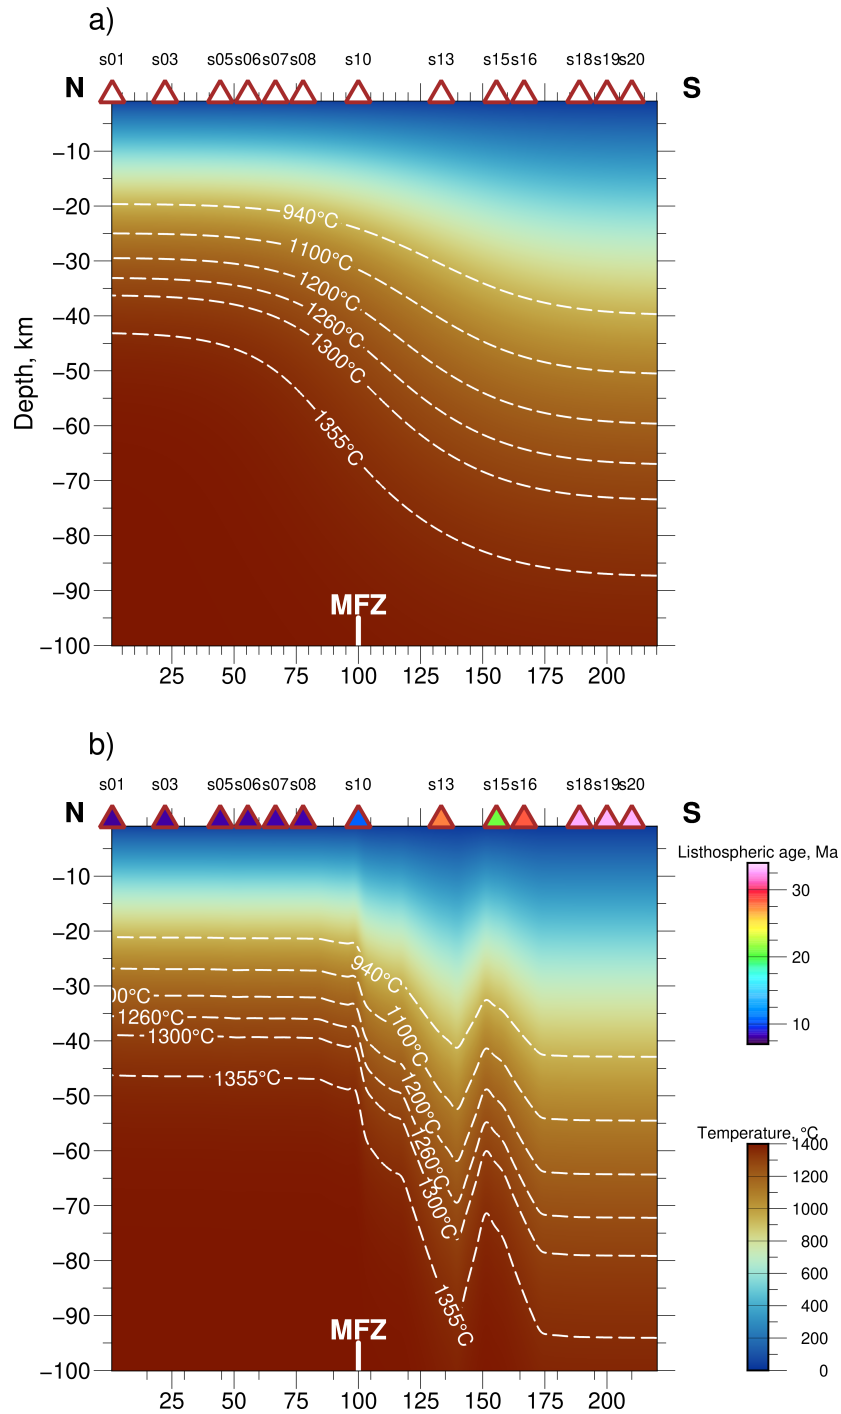 a)
s01 s03 s05 s06 s07 s08 s10 s13 s15 s16 s18 s19 s20
N S
−10
−20
−30
−40
−50
−60
−70
−80
−90
−100
Depth, km
940°C
1100°C
1200°C
1260°C
1300°C
1355°C
MFZ
25 50 75 100 125 150 175 200
b)
s01 s03 s05 s06 s07 s08 s10 s13 s15 s16 s18 s19 s20
N S
−10
−20
−30
−40
−50
−60
−70
−80
−90
−100
940°C
1100°C
1200°C
1260°C
1300°C
1355°C
00°C
1260°C
1300°C
1355°C
MFZ
25 50 75 100 125 150 175 200
Listhospheric age, Ma
30
20
10
Temperature, °C
1400
1200
1000
800
600
400
200
0